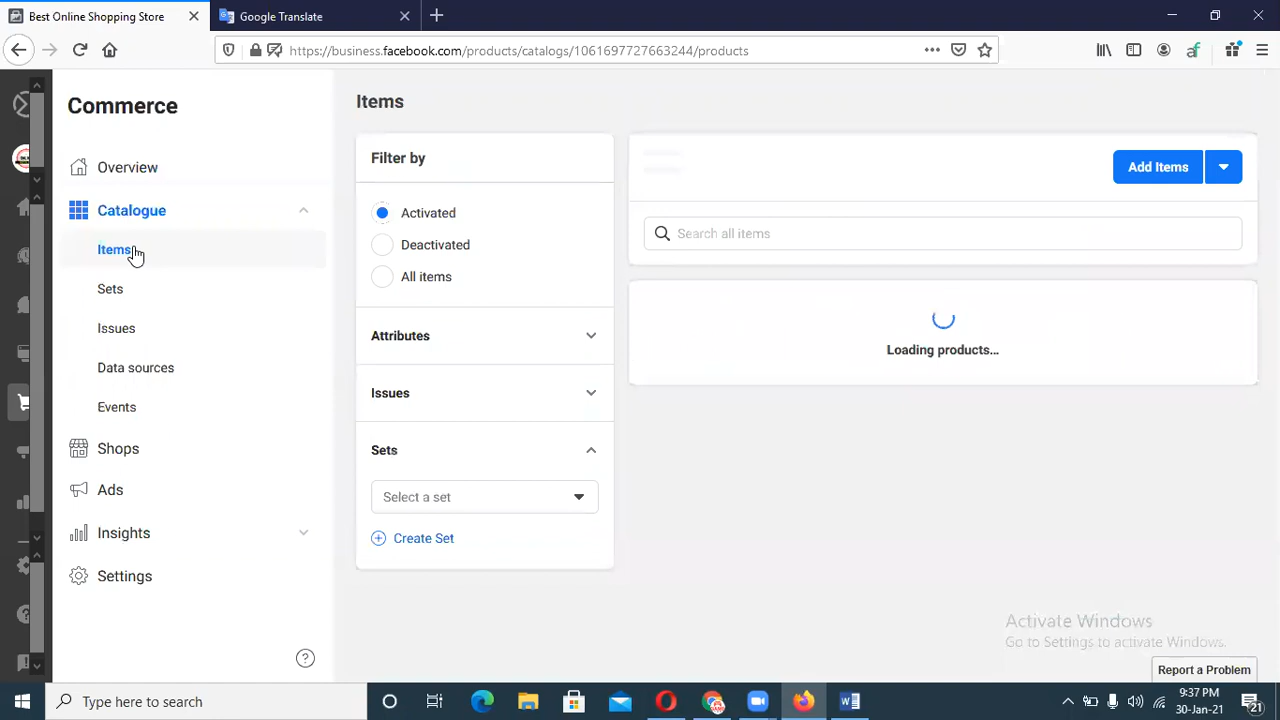 Best Online Shopping Store
Google Translate
https://business.facebook.com/products/catalogs/1061697727663244/products
Commerce
Overview
Catalogue
Items
Sets
Issues
Data sources
Events
Shops
Ads
Insights
Settings
Items
Filter by
Activated
Deactivated
All items
Attributes
Issues
Sets
Select a set
Create Set
Add Items
Search all items
Loading products...
Activate Windows
Go to Settings to activate Windows.
Report a Problem
Type here to search
9:37 PM
30-Jan-21
21